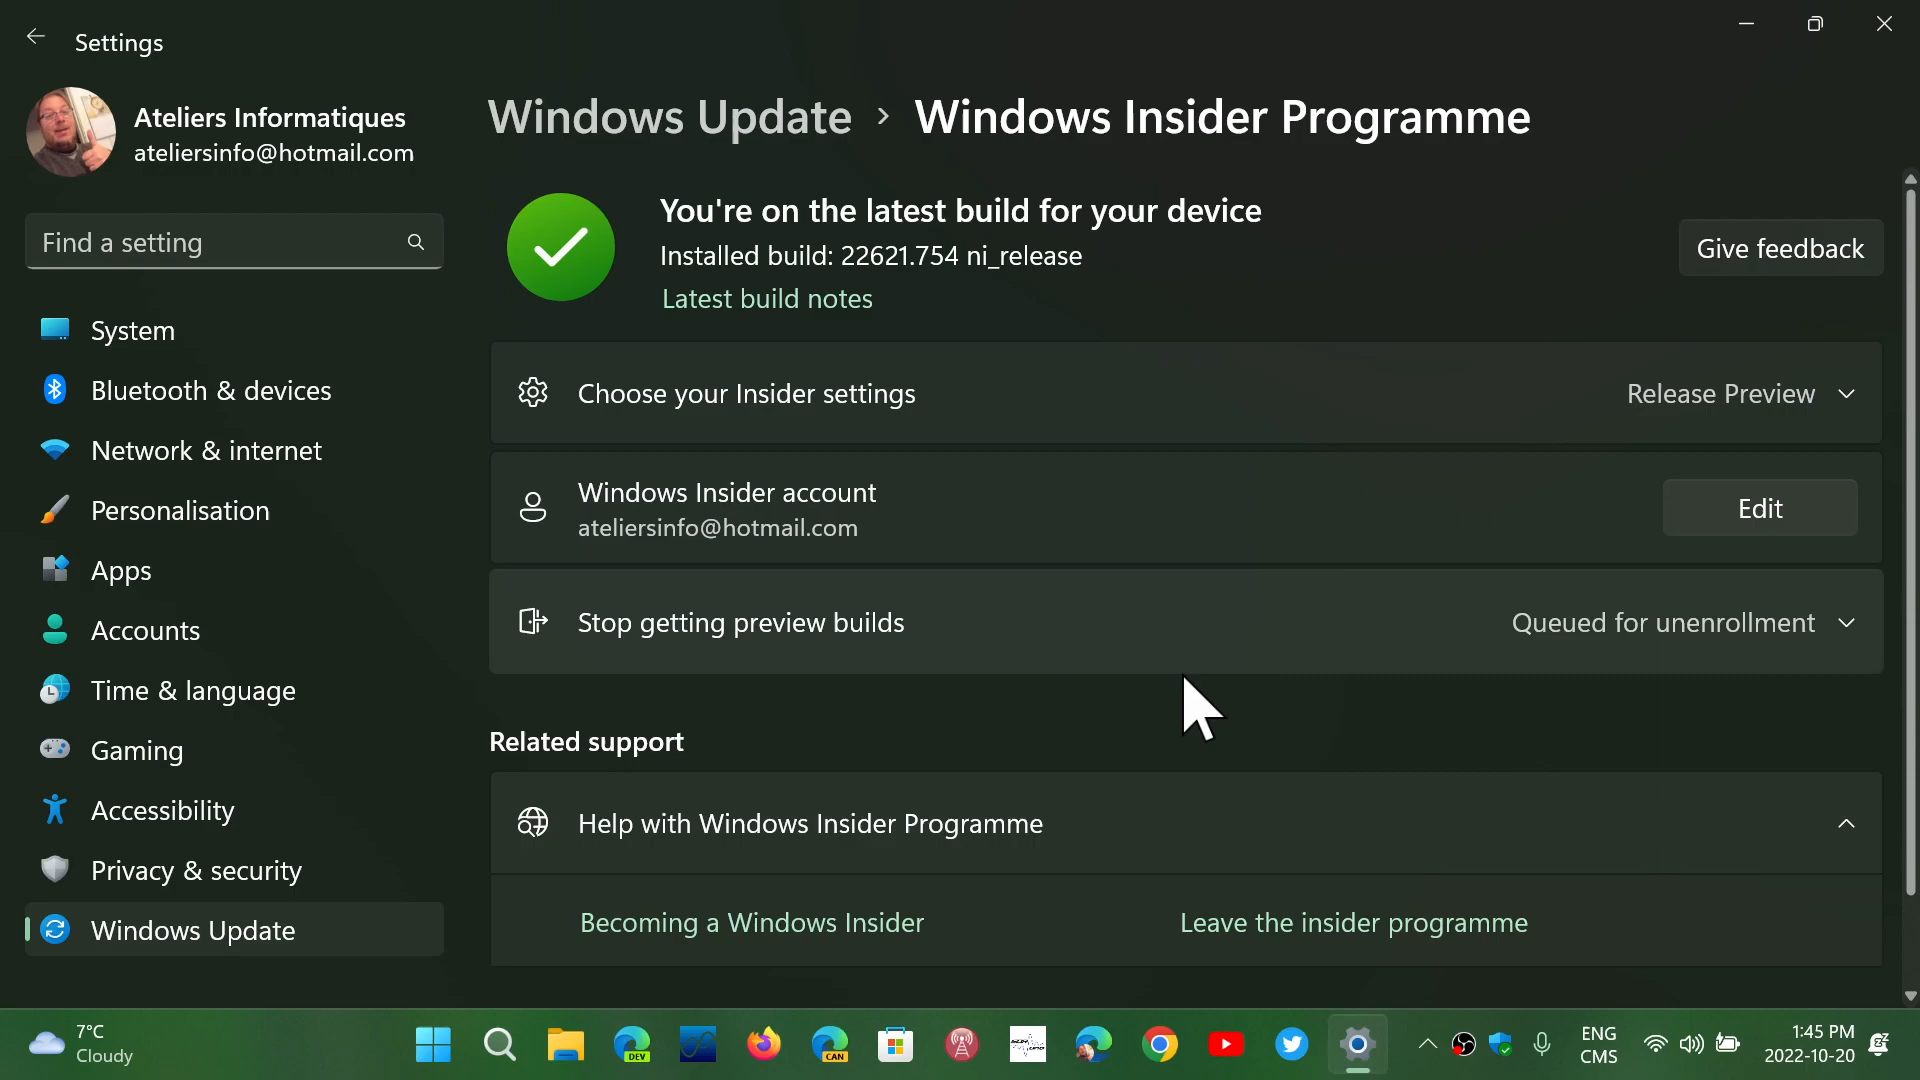 Settings
Ateliers Informatiques
ateliersinfo@hotmail.com
Find a setting
System
Bluetooth & devices
Network & internet
Personalisation
Apps
Accounts
Time & language
Gaming
Accessibility
Privacy & security
Windows Update
Windows Update > Windows Insider Programme
You're on the latest build for your device
Installed build: 22621.754 ni_release
Latest build notes
Give feedback
Choose your Insider settings
Release Preview
Windows Insider account
ateliersinfo@hotmail.com
Edit
Stop getting preview builds
Queued for unenrollment
Related support
Help with Windows Insider Programme
Becoming a Windows Insider
Leave the insider programme
7°C
Cloudy
DEV
CAN
ENG
CMS
1:45 PM
2022-10-20